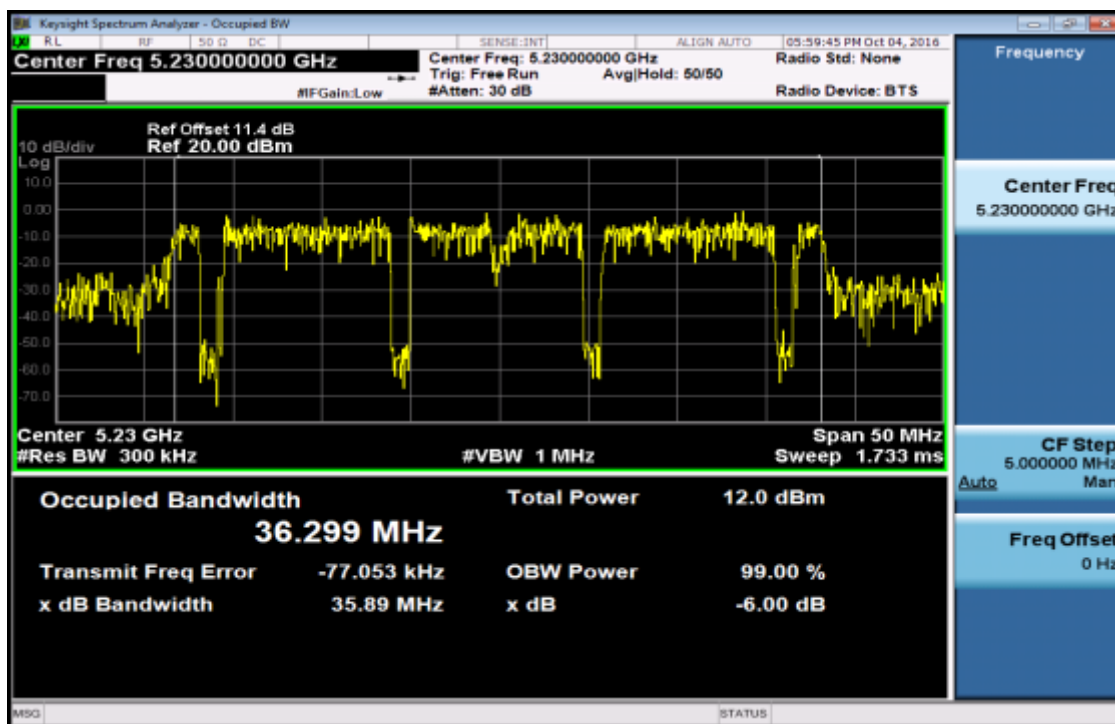 Keysight Spectrum Analyzer - Occupied BW
LXI RL RF 50 Ω DC SENSE:INT ALIGN AUTO 05:59:45 PM Oct 04, 2016
Center Freq 5.230000000 GHz
Center Freq: 5.230000000 GHz Radio Std: None
Trig: Free Run Avg|Hold: 50/50
#IFGain:Low #Atten: 30 dB Radio Device: BTS
Frequency
Ref Offset 11.4 dB
10 dB/div Ref 20.00 dBm
Log
10.0
0.00
-10.0
-20.0
-30.0
-40.0
-50.0
-60.0
-70.0
Center 5.23 GHz Span 50 MHz
#Res BW 300 kHz #VBW 1 MHz Sweep 1.733 ms
Occupied Bandwidth Total Power 12.0 dBm
36.299 MHz
Transmit Freq Error -77.053 kHz OBW Power 99.00 %
x dB Bandwidth 35.89 MHz x dB -6.00 dB
Center Freq
5.230000000 GHz
CF Step
5.000000 MHz
Auto Man
Freq Offset
0 Hz
MSG STATUS